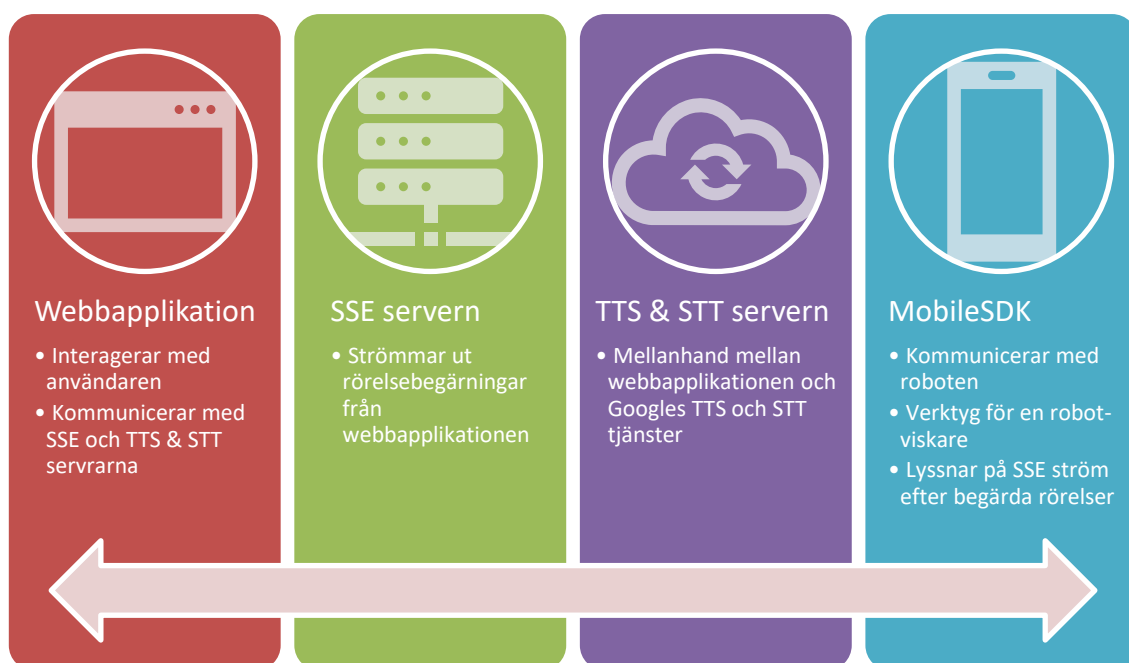 Webbapplikation
• Interagerar med
användaren
• Kommunicerar med
SSE och TTS & STT
servrarna
SSE servern
• Strömmar ut
rörelsebegärningar
från
webbapplikationen
TTS & STT servern
• Mellanhand mellan
webbapplikationen och
Googles TTS och STT
tjänster
MobileSDK
• Kommunicerar med
roboten
• Verktyg för en robot-
viskare
• Lyssnar på SSE ström
efter begärda rörelser